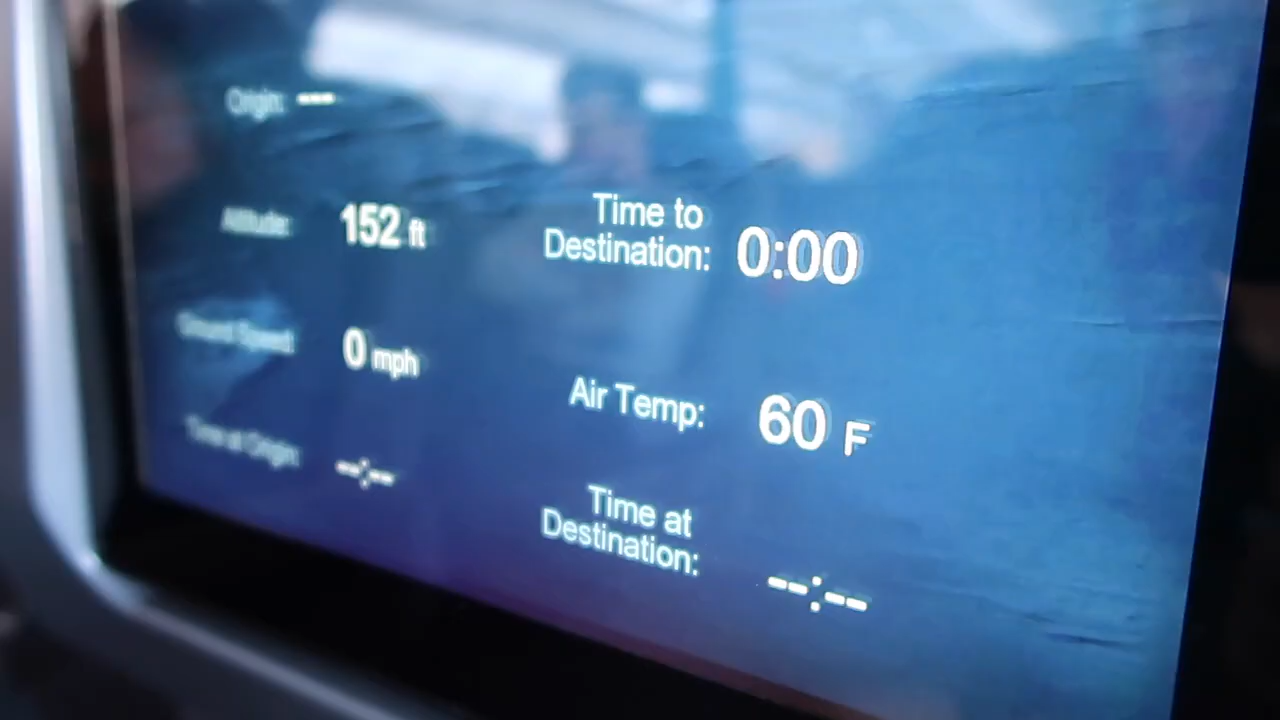 Origin: ---
Altitude: 152 ft
Ground Speed: 0 mph
Time at Origin: --:--
Time to
Destination: 0:00
Air Temp: 60 F
Time at
Destination: --:--